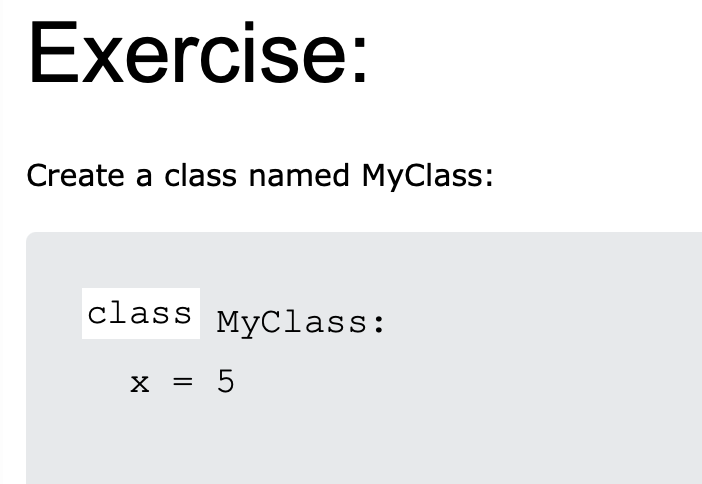 Exercise:
Create a class named MyClass:
class MyClass:
  x = 5